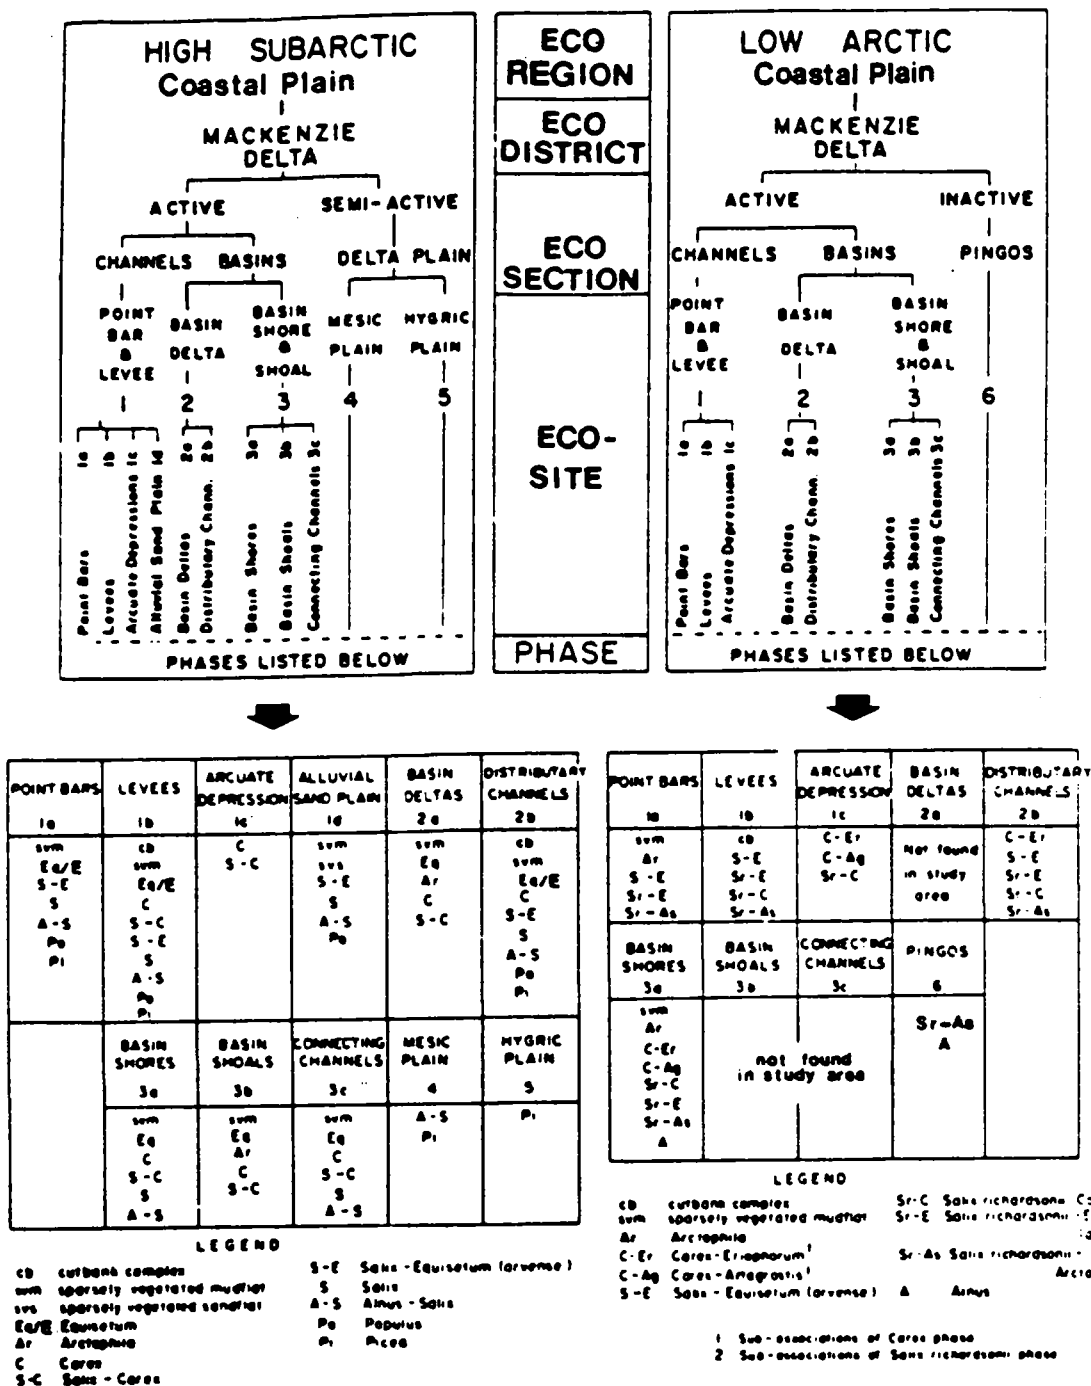 HIGH SUBARCTIC
Coastal Plain
MACKENZIE
DELTA
ACTIVE
SEMI-ACTIVE
CHANNELS
BASINS
DELTA PLAIN
POINT
BAR
&
LEVEE
BASIN
DELTA
BASIN
SHORE
&
SHOAL
MESIC
PLAIN
HYGRIC
PLAIN
1
2
3
4
5
Point Bars 1a
Levees 1b
Arcuate Depressions 1c
Alluvial Sand Plain 1d
Basin Deltas 2a
Distributary Chann. 2b
Basin Shores 3a
Basin Shoals 3b
Connecting Channels 3c
PHASES LISTED BELOW
ECO
REGION
ECO
DISTRICT
ECO
SECTION
ECO-
SITE
PHASE
LOW ARCTIC
Coastal Plain
MACKENZIE
DELTA
ACTIVE
INACTIVE
CHANNELS
BASINS
PINGOS
POINT
BAR
&
LEVEE
BASIN
DELTA
BASIN
SHORE
&
SHOAL
1
2
3
6
Point Bars 1a
Levees 1b
Arcuate Depressions 1c
Basin Deltas 2a
Distributary Chann. 2b
Basin Shores 3a
Basin Shoals 3b
Connecting Channels 3c
PHASES LISTED BELOW
POINT BARS
1a
svm
Eq/E
S-E
S
A-S
Po
Pi
LEVEES
1b
cb
svm
Eq/E
C
S-C
S-E
S
A-S
Po
Pi
ARCUATE
DEPRESSION
1c
C
S-C
ALLUVIAL
SAND PLAIN
1d
svm
svs
S-E
S
A-S
Po
BASIN
DELTAS
2a
svm
Eq
Ar
C
S-C
DISTRIBUTARY
CHANNELS
2b
cb
svm
Eq/E
C
S-E
S
A-S
Po
Pi
BASIN
SHORES
3a
svm
Eq
C
S-C
S
A-S
BASIN
SHOALS
3b
svm
Eq
Ar
C
S-C
CONNECTING
CHANNELS
3c
svm
Eq
C
S-C
S
A-S
MESIC
PLAIN
4
A-S
Pi
HYGRIC
PLAIN
5
Pi
LEGEND
cb cutbank complex
svm sparsely vegetated mudflat
svs sparsely vegetated sandflat
Eq/E Equisetum
Ar Arctophila
C Carex
S-C Salix-Carex
S-E Salix-Equisetum (arvense)
S Salix
A-S Alnus-Salix
Po Populus
Pi Picea
POINT BARS
1a
svm
Ar
S-E
Sr-E
Sr-As
LEVEES
1b
cb
S-E
Sr-E
Sr-C
Sr-As
ARCUATE
DEPRESSION
1c
C-Er
C-Ag
Sr-C
BASIN
DELTAS
2a
Not found
in study
area
DISTRIBUTARY
CHANNELS
2b
C-Er
S-E
Sr-E
Sr-C
Sr-As
BASIN
SHORES
3a
svm
Ar
C-Er
C-Ag
Sr-C
Sr-E
Sr-As
A
BASIN
SHOALS
3b
CONNECTING
CHANNELS
3c
not found
in study area
PINGOS
6
Sr-As
A
LEGEND
cb cutbank complex
svm sparsely vegetated mudflat
Ar Arctophila
C-Er Carex-Eriophorum¹
C-Ag Carex-Arctagrostis¹
S-E Salix-Equisetum (arvense)
Sr-C Salix richardsonii
Sr-E Salix richardsonii-E
Sr-As Salix richardsonii-
A Alnus
1 Sub-associations of Carex phase
2 Sub-associations of Salix richardsonii phase